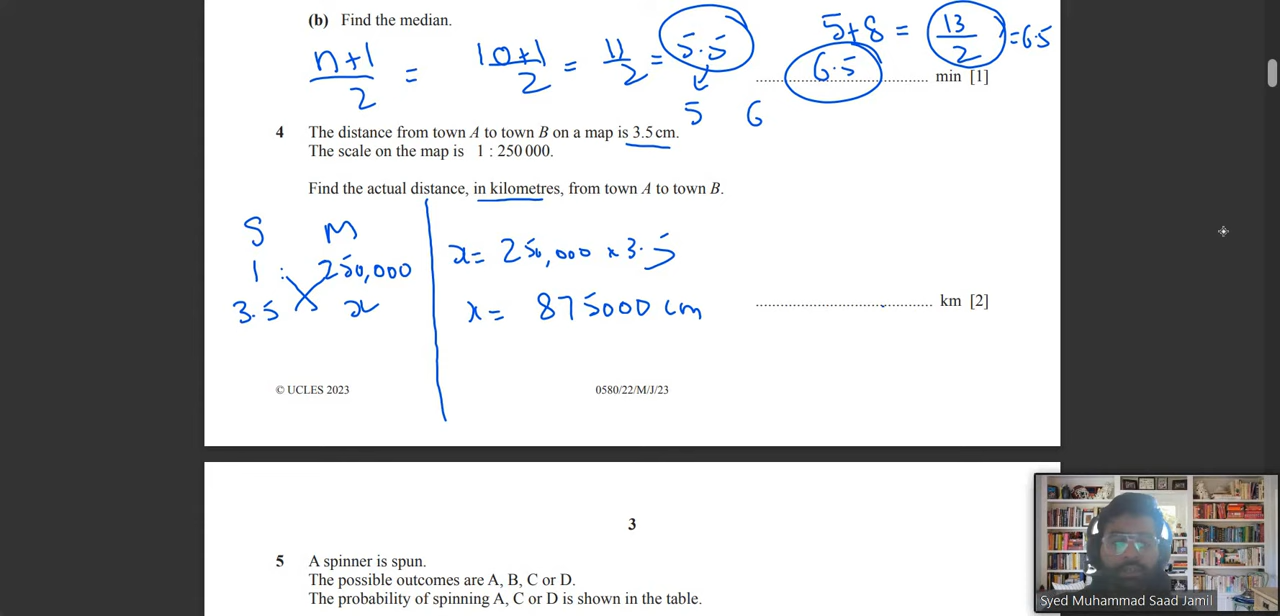 (b) Find the median.
n+1/2 = 10+1/2 = 11/2 = 5.5
5+8 = 13/2 = 6.5
5 6
6.5
min [1]
4 The distance from town A to town B on a map is 3.5 cm.
The scale on the map is 1 : 250 000.
Find the actual distance, in kilometres, from town A to town B.
S M
1 : 250,000
3.5 x
x = 250,000 x 3.5
x = 875000 cm
km [2]
© UCLES 2023 0580/22/M/J/23
3
5 A spinner is spun.
The possible outcomes are A, B, C or D.
The probability of spinning A, C or D is shown in the table.
Syed Muhammad Saad Jamil